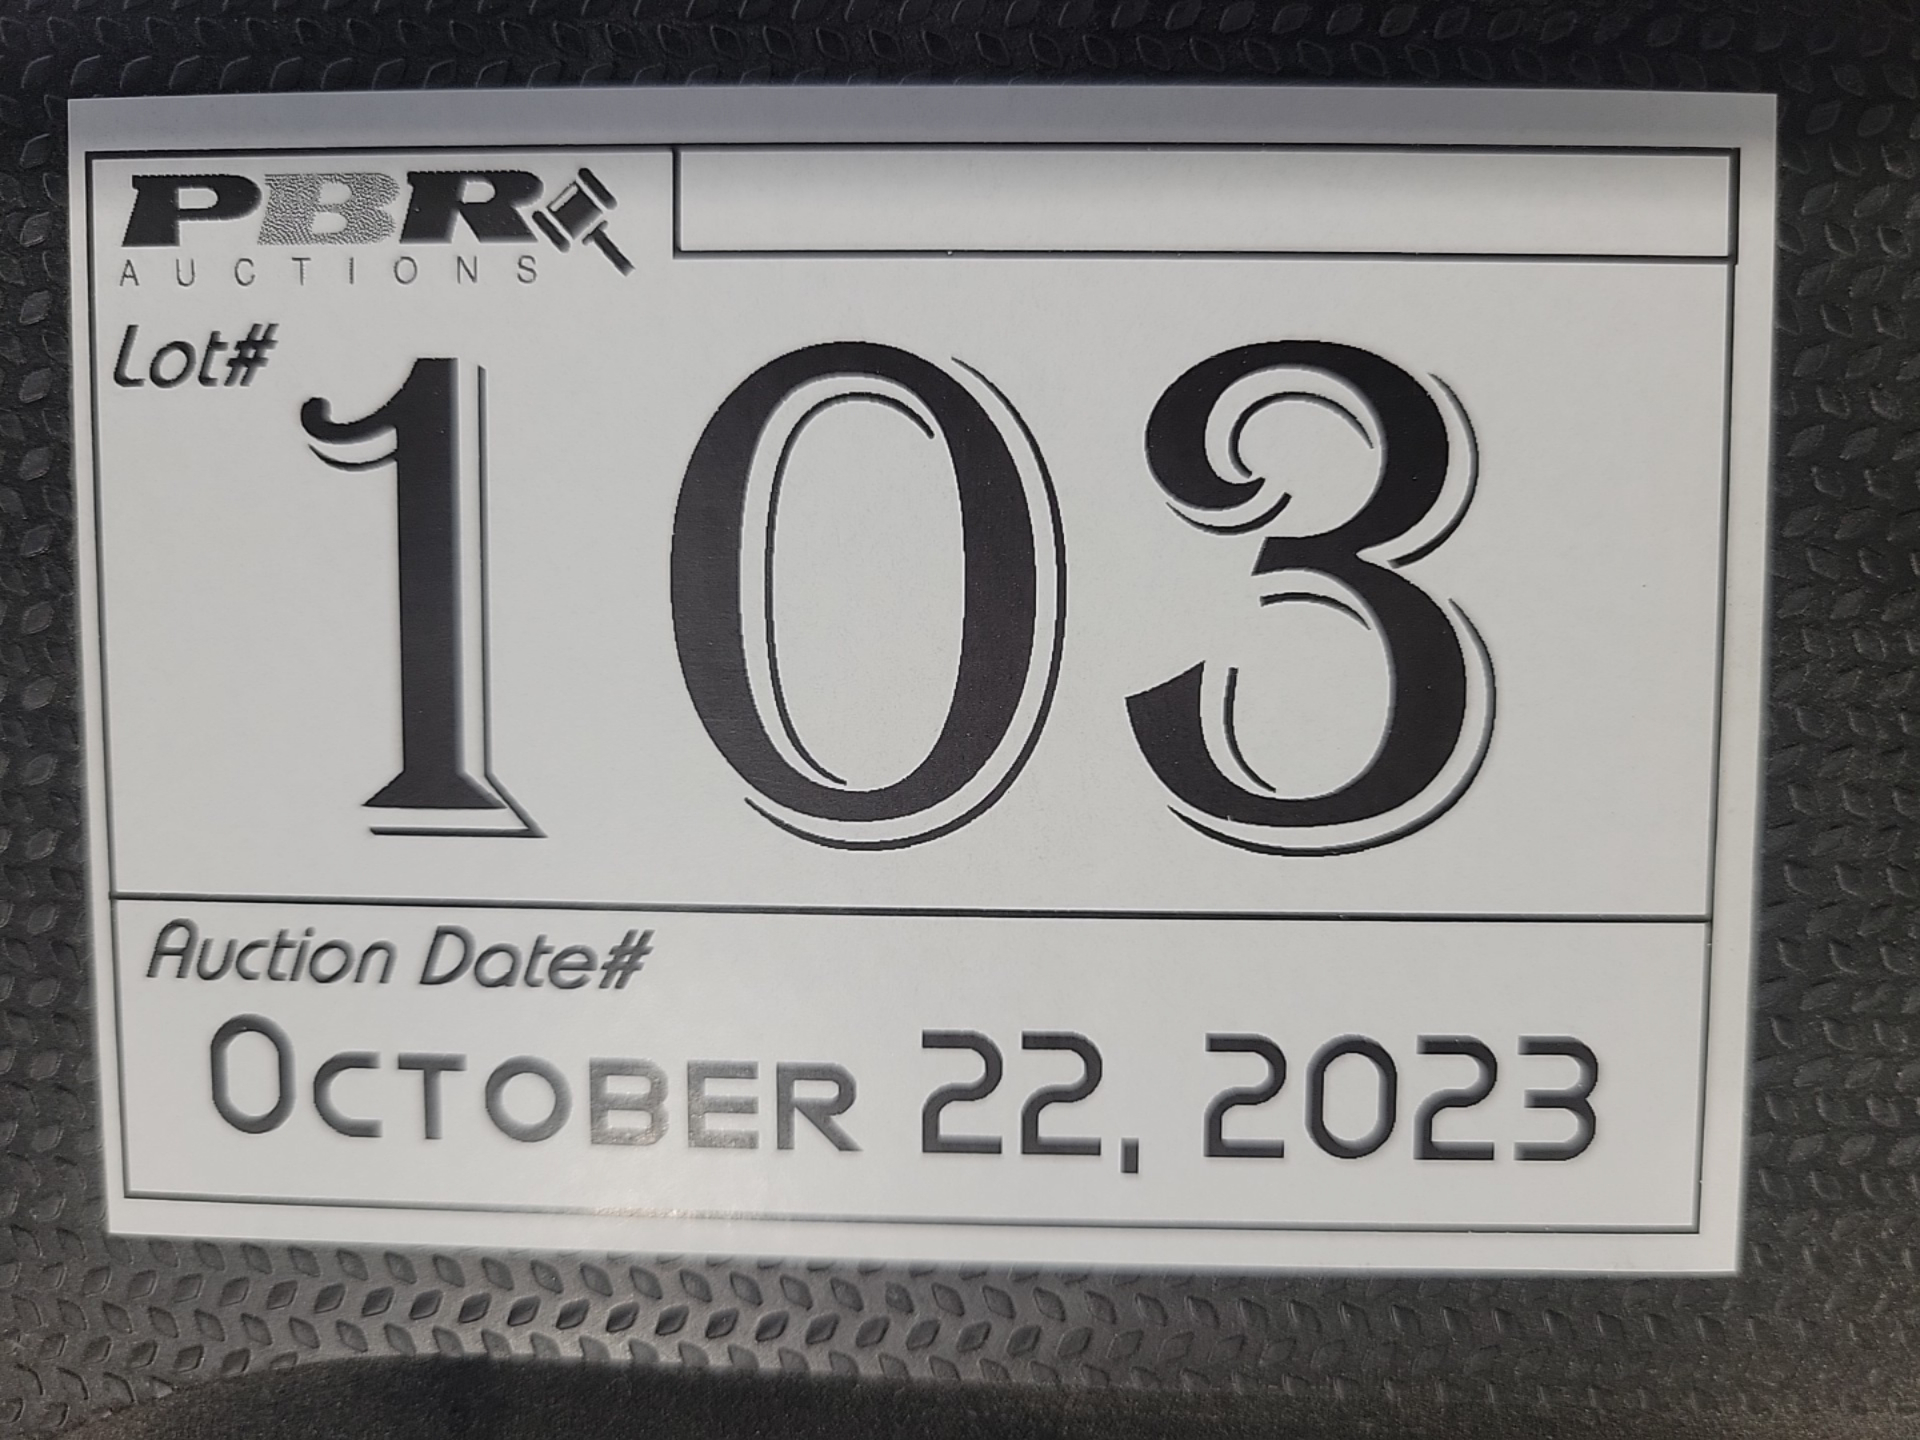 PBR
AUCTIONS
Lot#
103
Auction Date#
OCTOBER 22, 2023